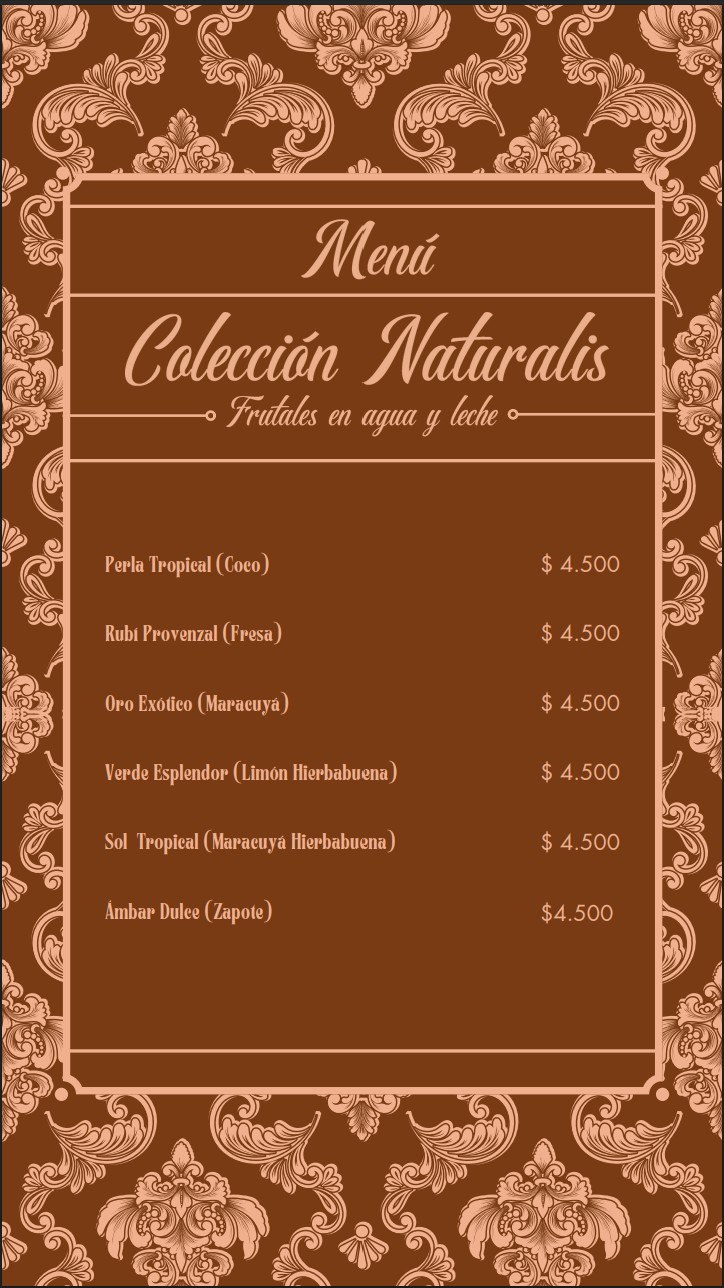 Menú
Colección Naturalis
Frutales en agua y leche
Perla Tropical (Coco) $ 4.500
Rubí Provenzal (Fresa) $ 4.500
Oro Exótico (Maracuyá) $ 4.500
Verde Esplendor (Limón Hierbabuena) $ 4.500
Sol Tropical (Maracuyá Hierbabuena) $ 4.500
Ámbar Dulce (Zapote) $4.500